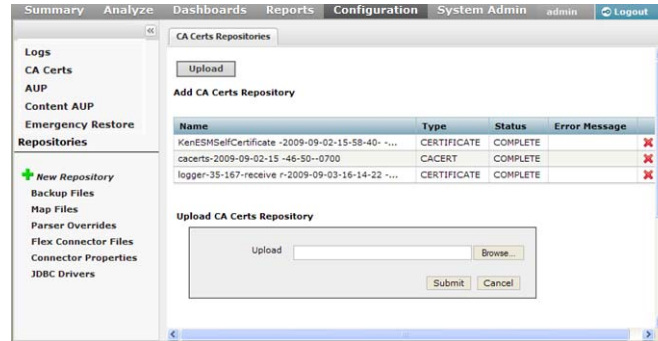 Summary Analyze Dashboards Reports Configuration System Admin admin Logout
Logs
CA Certs
AUP
Content AUP
Emergency Restore
Repositories
New Repository
Backup Files
Map Files
Parser Overrides
Flex Connector Files
Connector Properties
JDBC Drivers
CA Certs Repositories
Upload
Add CA Certs Repository
Name Type Status Error Message
KenESMSelfCertificate -2009-09-02-15-58-40- -... CERTIFICATE COMPLETE
cacerts-2009-09-02-15 -46-50--0700 CACERT COMPLETE
logger-35-167-receive r-2009-09-03-16-14-22 -... CERTIFICATE COMPLETE
Upload CA Certs Repository
Upload Browse...
Submit Cancel